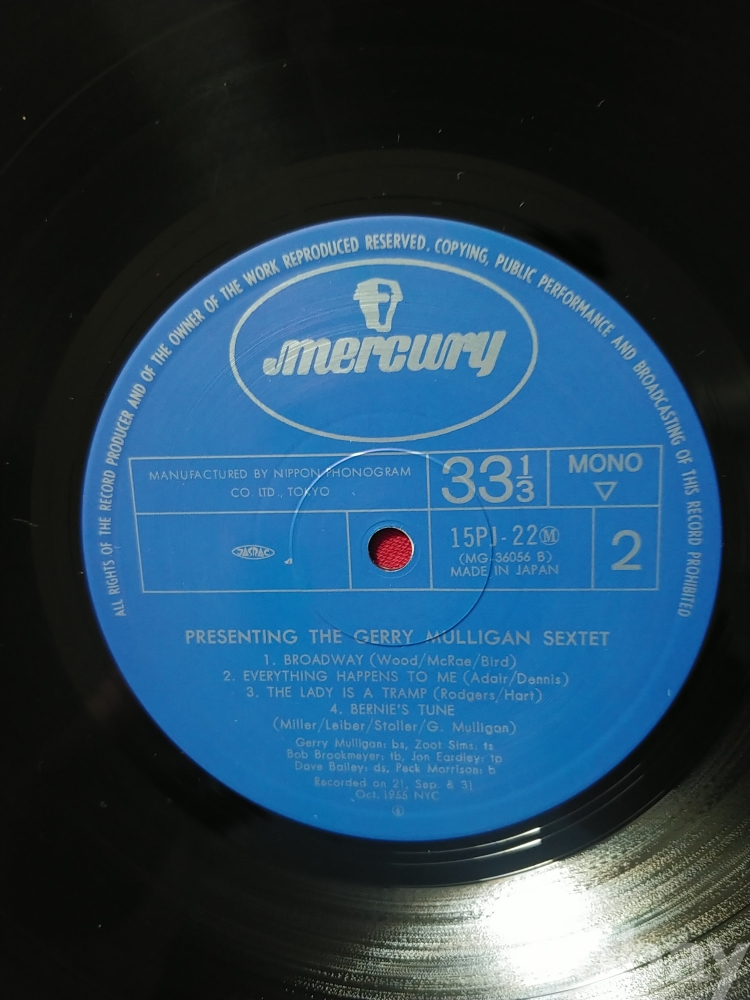 ALL RIGHTS OF THE RECORD PRODUCER AND OF THE OWNER OF THE WORK REPRODUCED RESERVED. COPYING, PUBLIC PERFORMANCE AND BROADCASTING OF THIS RECORD PROHIBITED
mercury
MANUFACTURED BY NIPPON PHONOGRAM
CO. LTD., TOKYO
33 1/3
MONO
▽
JASRAC
15PJ-22Ⓜ
(MG-36056 B)
MADE IN JAPAN
2
PRESENTING THE GERRY MULLIGAN SEXTET
1. BROADWAY (Wood/McRae/Bird)
2. EVERYTHING HAPPENS TO ME (Adair/Dennis)
3. THE LADY IS A TRAMP (Rodgers/Hart)
4. BERNIE'S TUNE
(Miller/Leiber/Stoller/G. Mulligan)
Gerry Mulligan: bs, Zoot Sims: ts
Bob Brookmeyer: tb, Jon Eardley: tp
Dave Bailey: ds, Peck Morrison: b
Recorded on 21, Sep. & 31
Oct. 1955 NYC